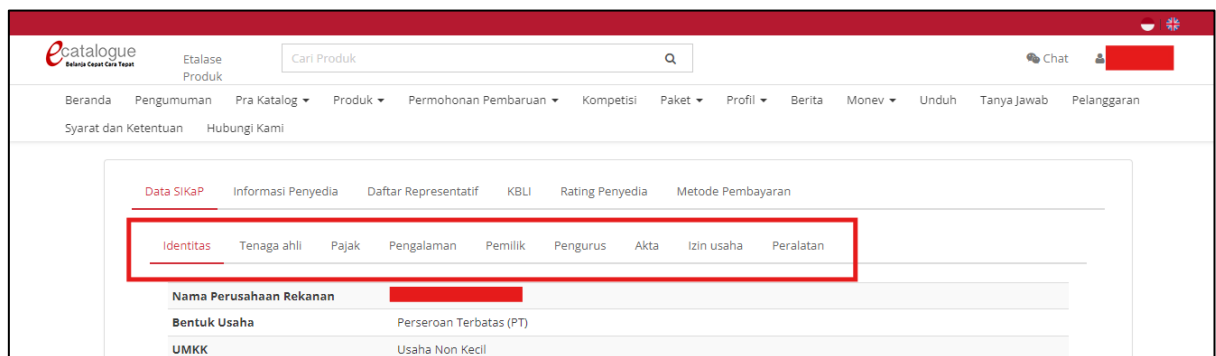 ecatalogue
Belanja Cepat Cara Tepat
Etalase Produk
Cari Produk
Chat
Beranda Pengumuman Pra Katalog Produk Permohonan Pembaruan Kompetisi Paket Profil Berita Monev Unduh Tanya Jawab Pelanggaran
Syarat dan Ketentuan Hubungi Kami
Data SIKaP Informasi Penyedia Daftar Representatif KBLI Rating Penyedia Metode Pembayaran
Identitas Tenaga ahli Pajak Pengalaman Pemilik Pengurus Akta Izin usaha Peralatan
Nama Perusahaan Rekanan
Bentuk Usaha Perseroan Terbatas (PT)
UMKK Usaha Non Kecil